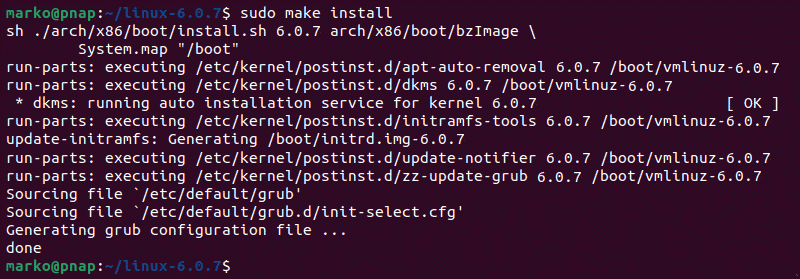 marko@pnap:~/linux-6.0.7$ sudo make install
sh ./arch/x86/boot/install.sh 6.0.7 arch/x86/boot/bzImage \
        System.map "/boot"
run-parts: executing /etc/kernel/postinst.d/apt-auto-removal 6.0.7 /boot/vmlinuz-6.0.7
run-parts: executing /etc/kernel/postinst.d/dkms 6.0.7 /boot/vmlinuz-6.0.7
 * dkms: running auto installation service for kernel 6.0.7                     [ OK ]
run-parts: executing /etc/kernel/postinst.d/initramfs-tools 6.0.7 /boot/vmlinuz-6.0.7
update-initramfs: Generating /boot/initrd.img-6.0.7
run-parts: executing /etc/kernel/postinst.d/update-notifier 6.0.7 /boot/vmlinuz-6.0.7
run-parts: executing /etc/kernel/postinst.d/zz-update-grub 6.0.7 /boot/vmlinuz-6.0.7
Sourcing file `/etc/default/grub'
Sourcing file `/etc/default/grub.d/init-select.cfg'
Generating grub configuration file ...
done
marko@pnap:~/linux-6.0.7$